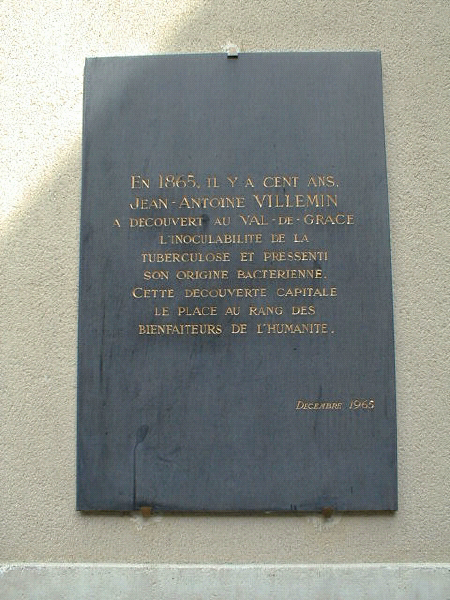 EN 1865, IL Y A CENT ANS,
JEAN-ANTOINE VILLEMIN
A DECOUVERT AU VAL-DE-GRACE
L'INOCULABILITE DE LA
TUBERCULOSE ET PRESSENTI
SON ORIGINE BACTERIENNE.
CETTE DECOUVERTE CAPITALE
LE PLACE AU RANG DES
BIENFAITEURS DE L'HUMANITE.
DECEMBRE 1965